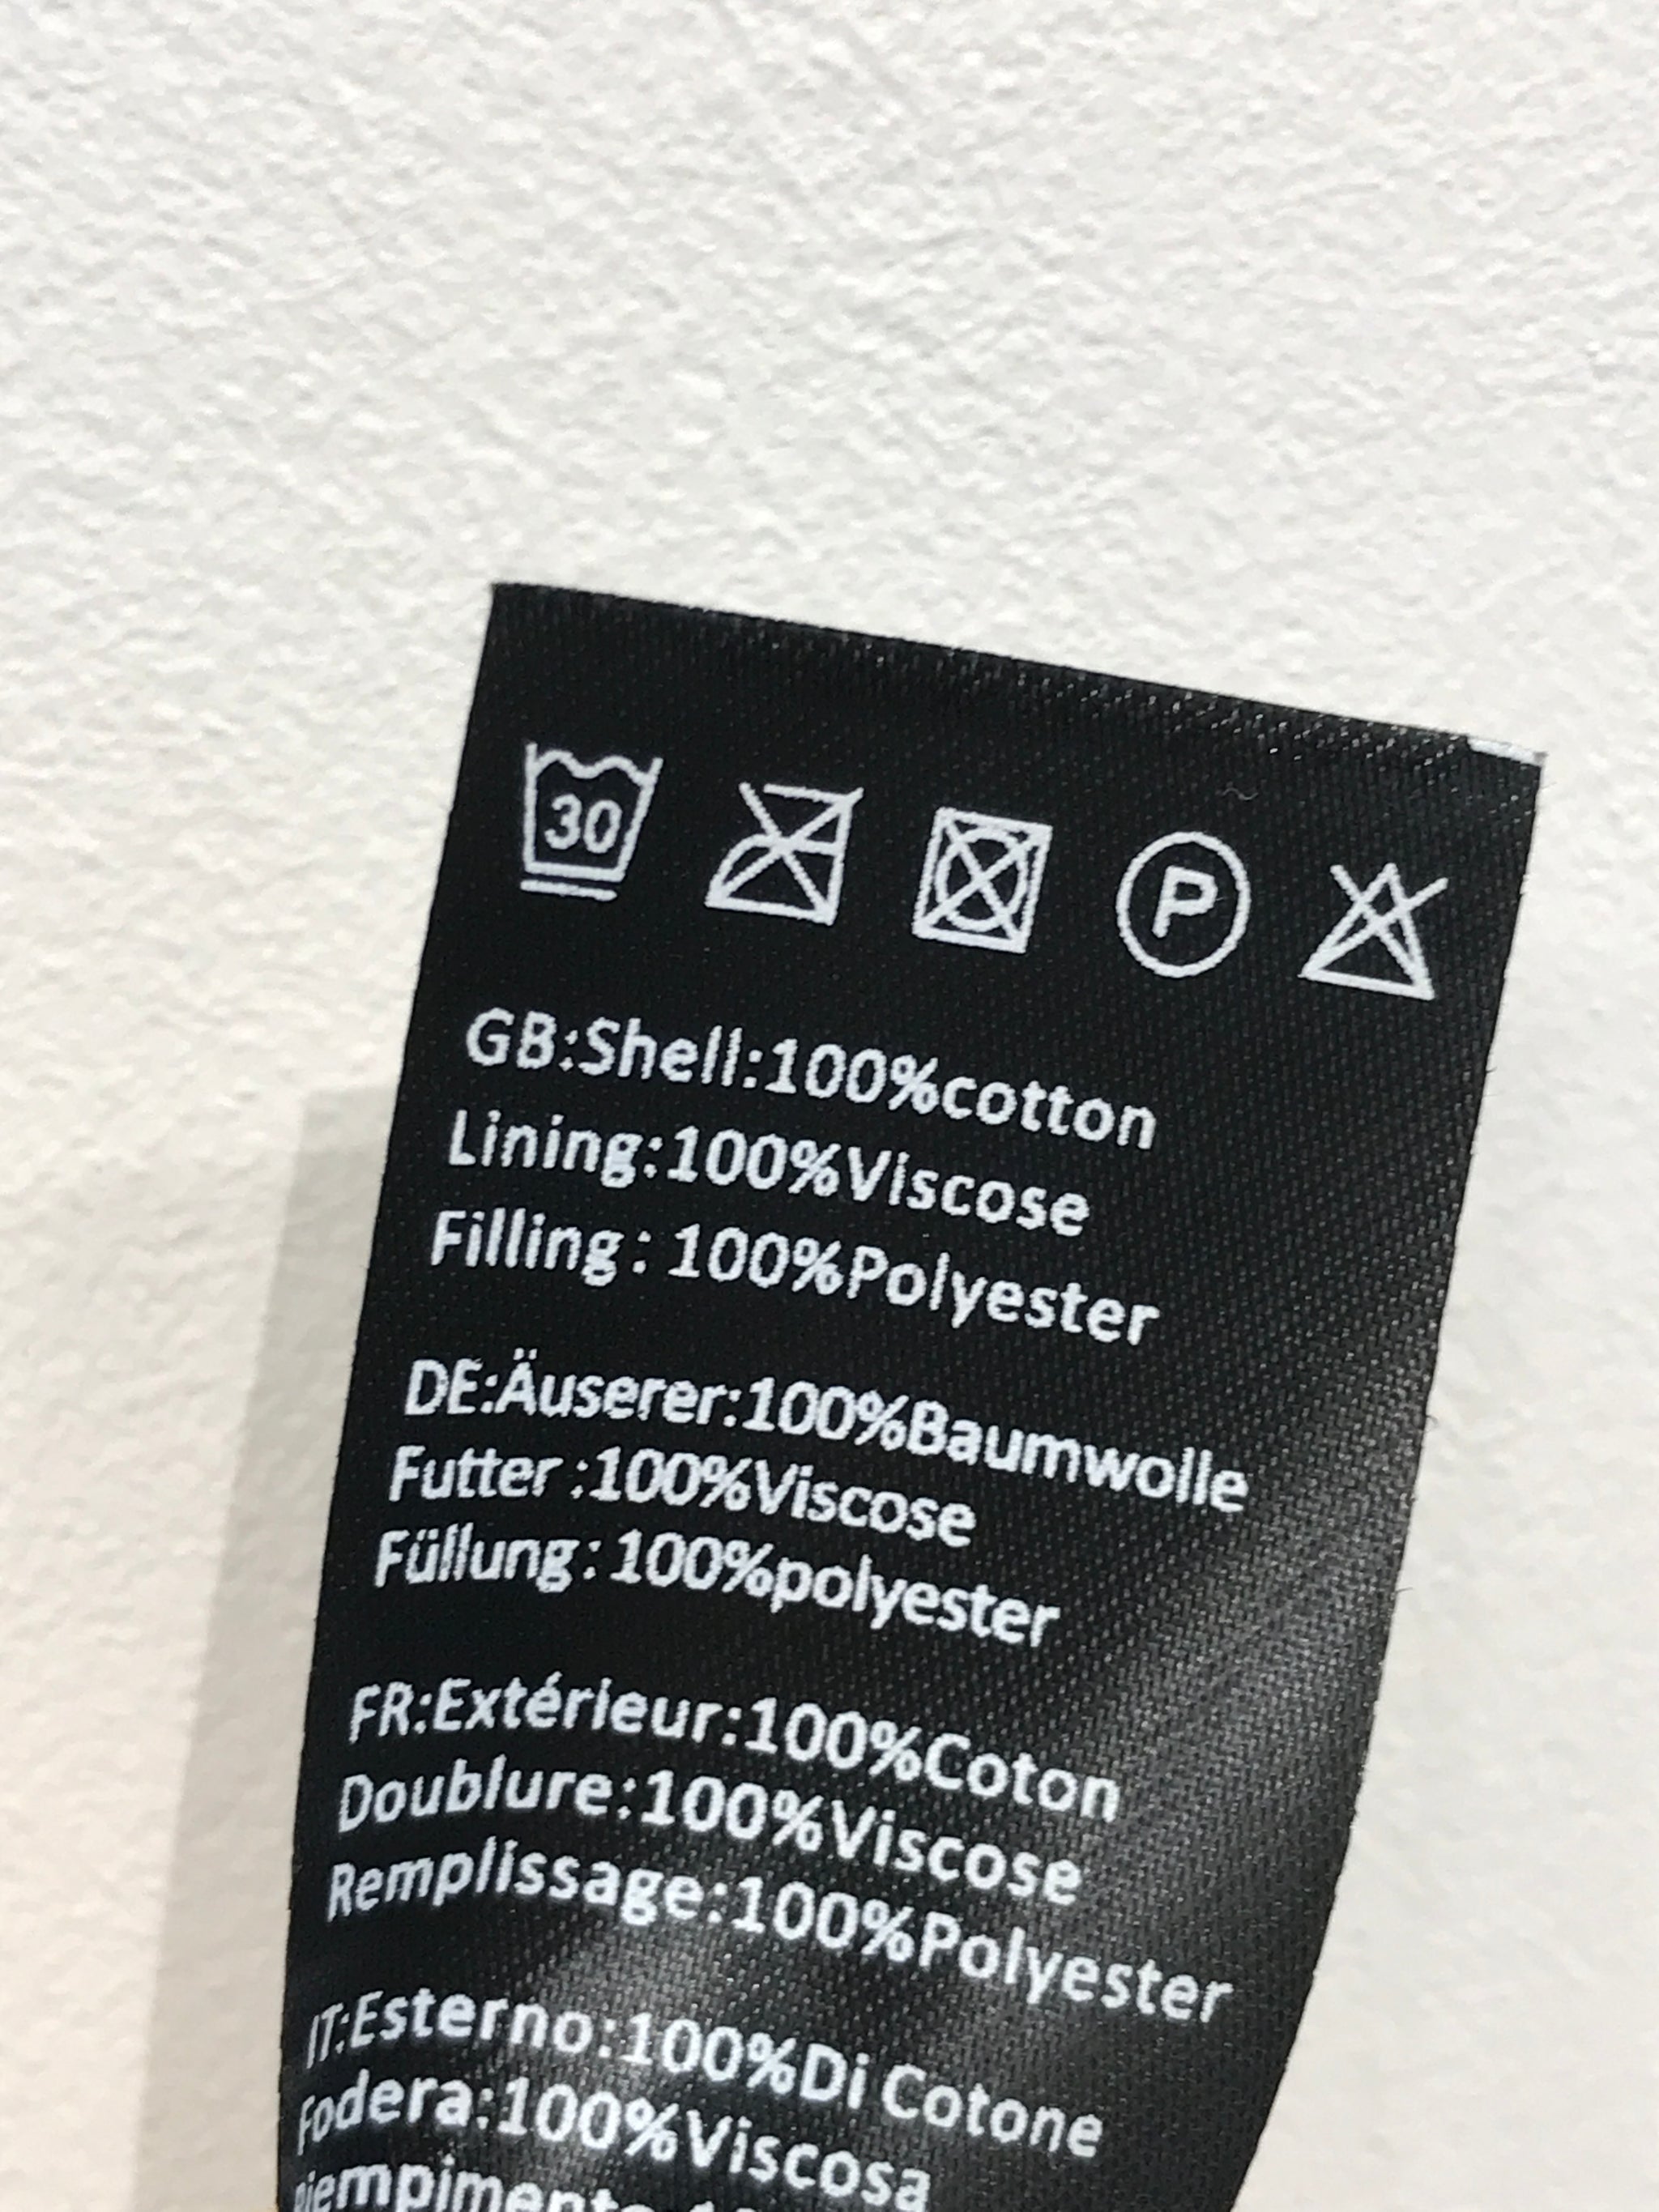 30
P
GB:Shell:100%cotton
Lining:100%Viscose
Filling: 100%Polyester
DE:Äuserer:100%Baumwolle
Futter :100%Viscose
Füllung:100%polyester
FR:Extérieur:100%Coton
Doublure:100%Viscose
Remplissage:100%Polyester
IT:Esterno:100%Di Cotone
Fodera:100%Viscosa